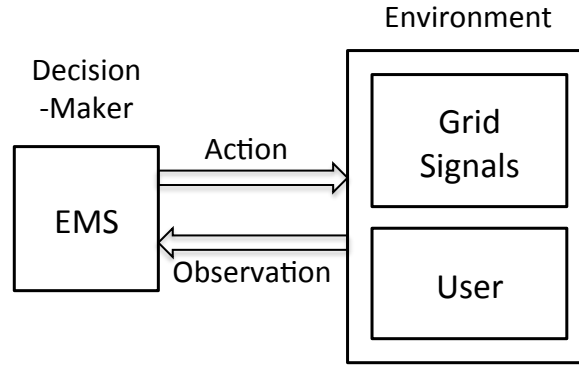 Environment
Decision
-Maker
Grid
Signals
Action
EMS
Observation
User